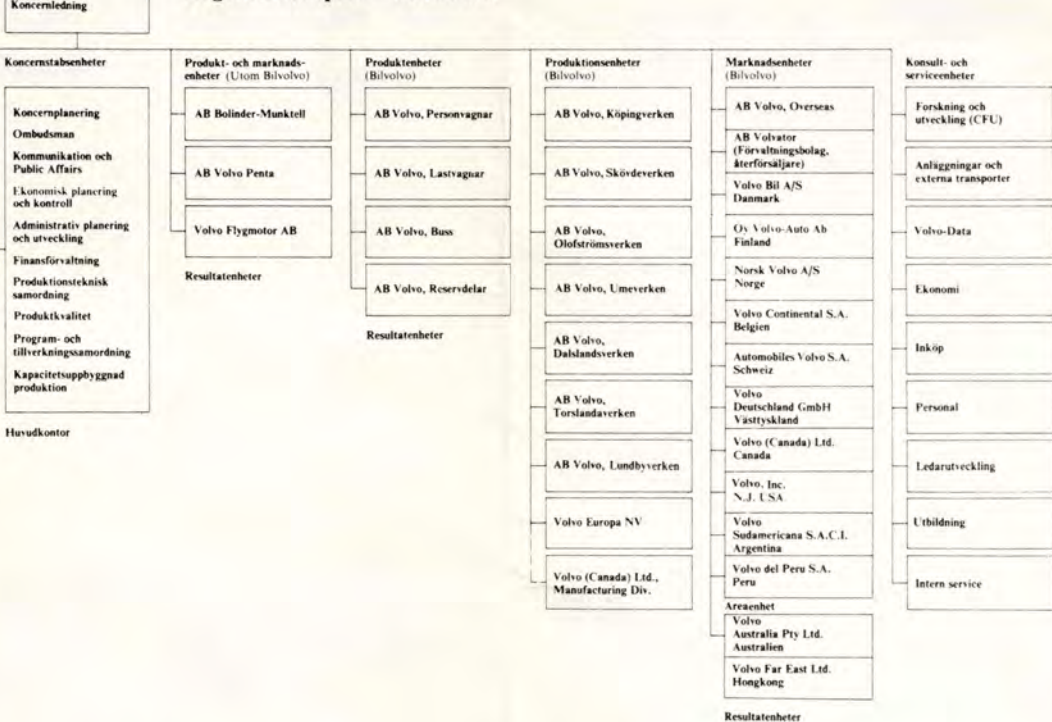 Koncernledning
Koncernstabsenheter
Koncernplanering
Ombudsman
Kommunikation och
Public Affairs
Ekonomisk planering
och kontroll
Administrativ planering
och utveckling
Finansförvaltning
Produktionsteknisk
samordning
Produktkvalitet
Program- och
tillverkningssamordning
Kapacitetsuppbyggnad
produktion
Huvudkontor
Produkt- och marknads-
enheter (Utom Bilvolvo)
AB Bolinder-Munktell
AB Volvo Penta
Volvo Flygmotor AB
Resultatenheter
Produktenheter
(Bilvolvo)
AB Volvo, Personvagnar
AB Volvo, Lastvagnar
AB Volvo, Buss
AB Volvo, Reservdelar
Resultatenheter
Produktionsenheter
(Bilvolvo)
AB Volvo, Köpingverken
AB Volvo, Skövdeverken
AB Volvo,
Olofströmsverken
AB Volvo, Umeverken
AB Volvo,
Dalslandsverken
AB Volvo,
Torslandaverken
AB Volvo, Lundbyverken
Volvo Europa NV
Volvo (Canada) Ltd.,
Manufacturing Div.
Marknadsenheter
(Bilvolvo)
AB Volvo, Overseas
AB Volvator
(Förvaltningsbolag,
återförsäljare)
Volvo Bil A/S
Danmark
Oy Volvo-Auto Ab
Finland
Norsk Volvo A/S
Norge
Volvo Continental S.A.
Belgien
Automobiles Volvo S.A.
Schweiz
Volvo
Deutschland GmbH
Västtyskland
Volvo (Canada) Ltd.
Canada
Volvo, Inc.
N.J. USA
Volvo
Sudamericana S.A.C.I.
Argentina
Volvo del Peru S.A.
Peru
Areaenhet
Volvo
Australia Pty Ltd.
Australien
Volvo Far East Ltd.
Hongkong
Resultatenheter
Konsult- och
serviceenheter
Forskning och
utveckling (CFU)
Anläggningar och
externa transporter
Volvo-Data
Ekonomi
Inköp
Personal
Ledarutveckling
Utbildning
Intern service